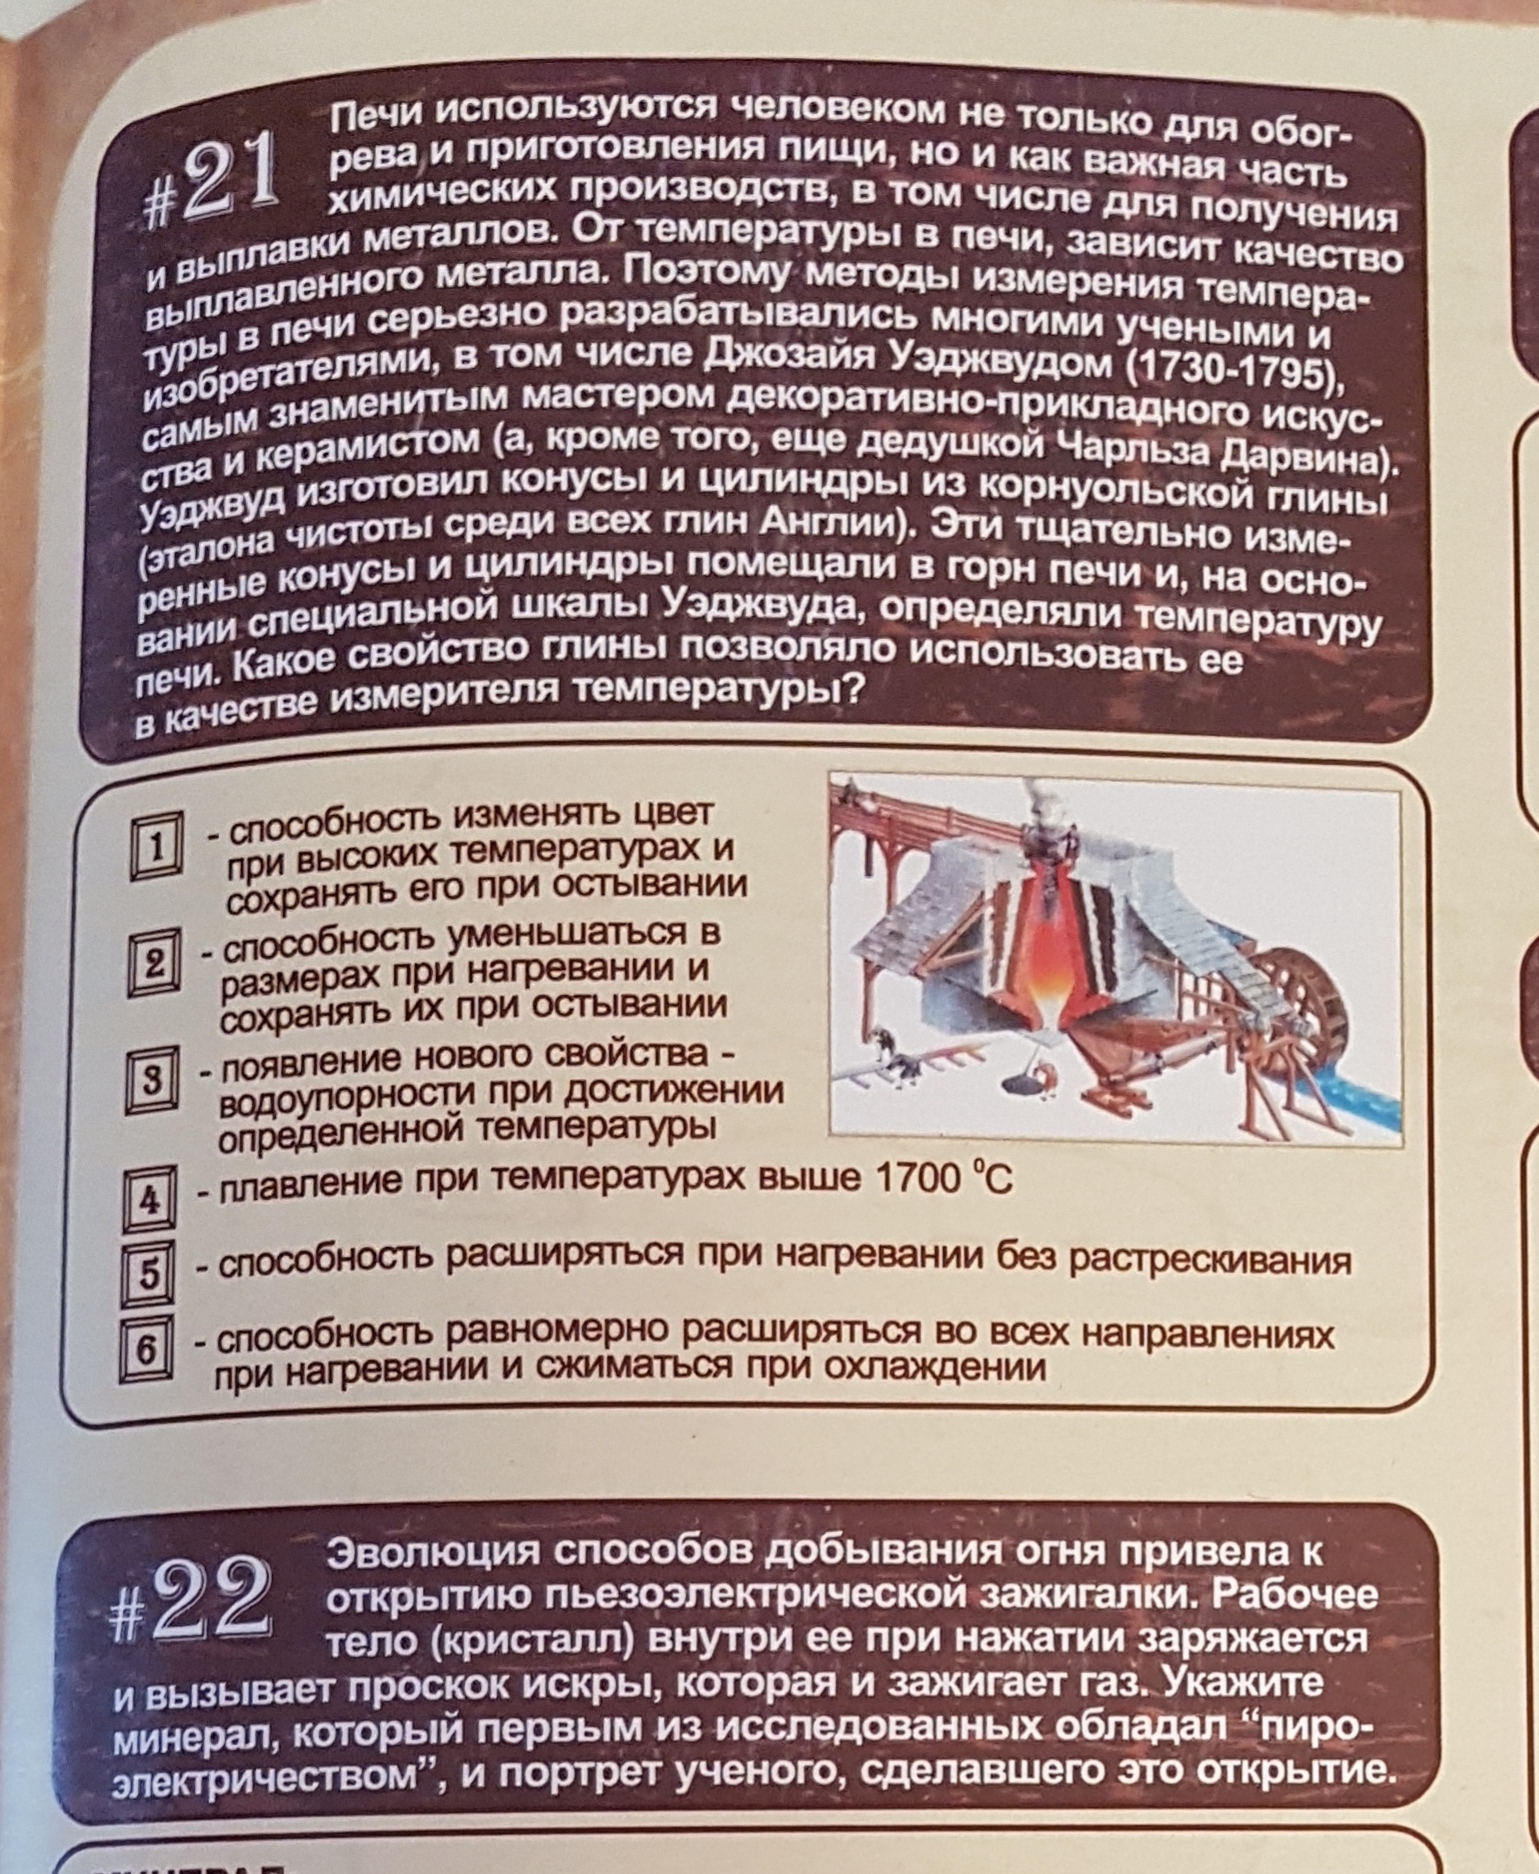 #21
Печи используются человеком не только для обог-
рева и приготовления пищи, но и как важная часть
химических производств, в том числе для получения
и выплавки металлов. От температуры в печи, зависит качество
выплавленного металла. Поэтому методы измерения темпера-
туры в печи серьезно разрабатывались многими учеными и
изобретателями, в том числе Джозайя Уэджвудом (1730-1795),
самым знаменитым мастером декоративно-прикладного искус-
ства и керамистом (а, кроме того, еще дедушкой Чарльза Дарвина).
Уэджвуд изготовил конусы и цилиндры из корнуольской глины
(эталона чистоты среди всех глин Англии). Эти тщательно изме-
ренные конусы и цилиндры помещали в горн печи и, на осно-
вании специальной шкалы Уэджвуда, определяли температуру
печи. Какое свойство глины позволяло использовать ее
в качестве измерителя температуры?
1 - способность изменять цвет
при высоких температурах и
сохранять его при остывании
2 - способность уменьшаться в
размерах при нагревании и
сохранять их при остывании
3 - появление нового свойства -
водоупорности при достижении
определенной температуры
4 - плавление при температурах выше 1700 °C
5 - способность расширяться при нагревании без растрескивания
6 - способность равномерно расширяться во всех направлениях
при нагревании и сжиматься при охлаждении
#22
Эволюция способов добывания огня привела к
открытию пьезоэлектрической зажигалки. Рабочее
тело (кристалл) внутри ее при нажатии заряжается
и вызывает проскок искры, которая и зажигает газ. Укажите
минерал, который первым из исследованных обладал “пиро-
электричеством”, и портрет ученого, сделавшего это открытие.